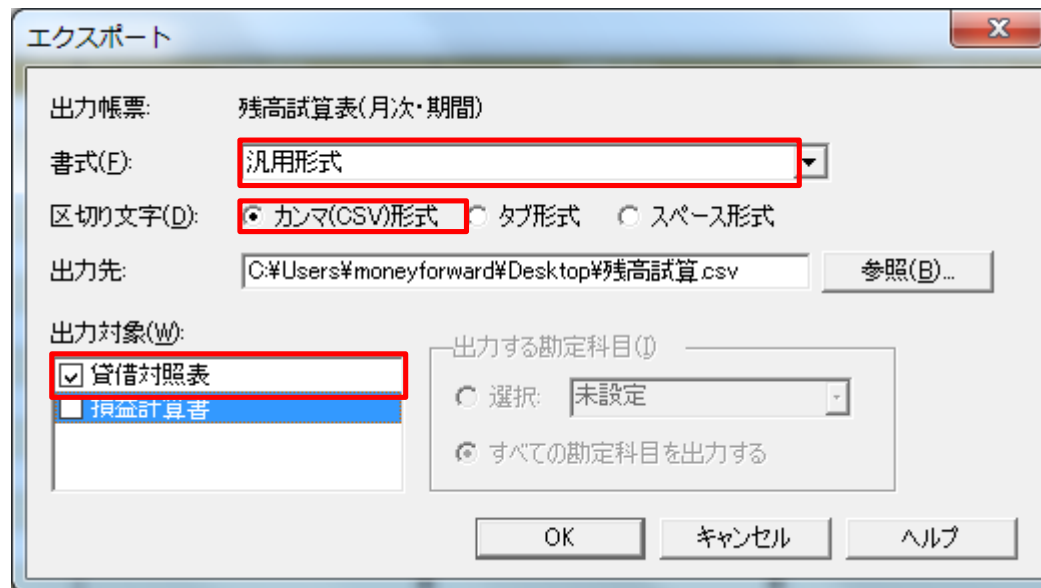 エクスポート
出力帳票: 残高試算表(月次・期間)
書式(F): 汎用形式
区切り文字(D): カンマ(CSV)形式 タブ形式 スペース形式
出力先: C:¥Users¥moneyforward¥Desktop¥残高試算.csv 参照(B)...
出力対象(W):
貸借対照表
損益計算書
出力する勘定科目(I)
選択: 未設定
すべての勘定科目を出力する
OK キャンセル ヘルプ